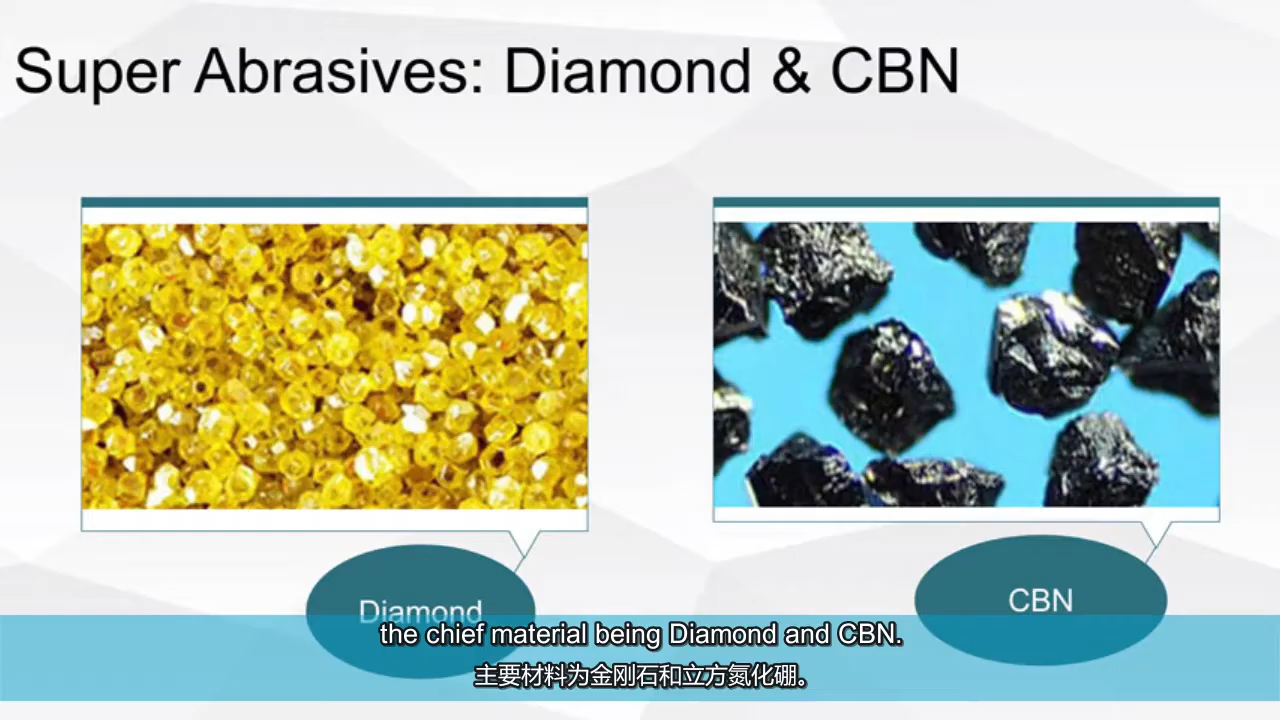 Super Abrasives: Diamond & CBN
Diamond
CBN
the chief material being Diamond and CBN.
主要材料为金刚石和立方氮化硼。